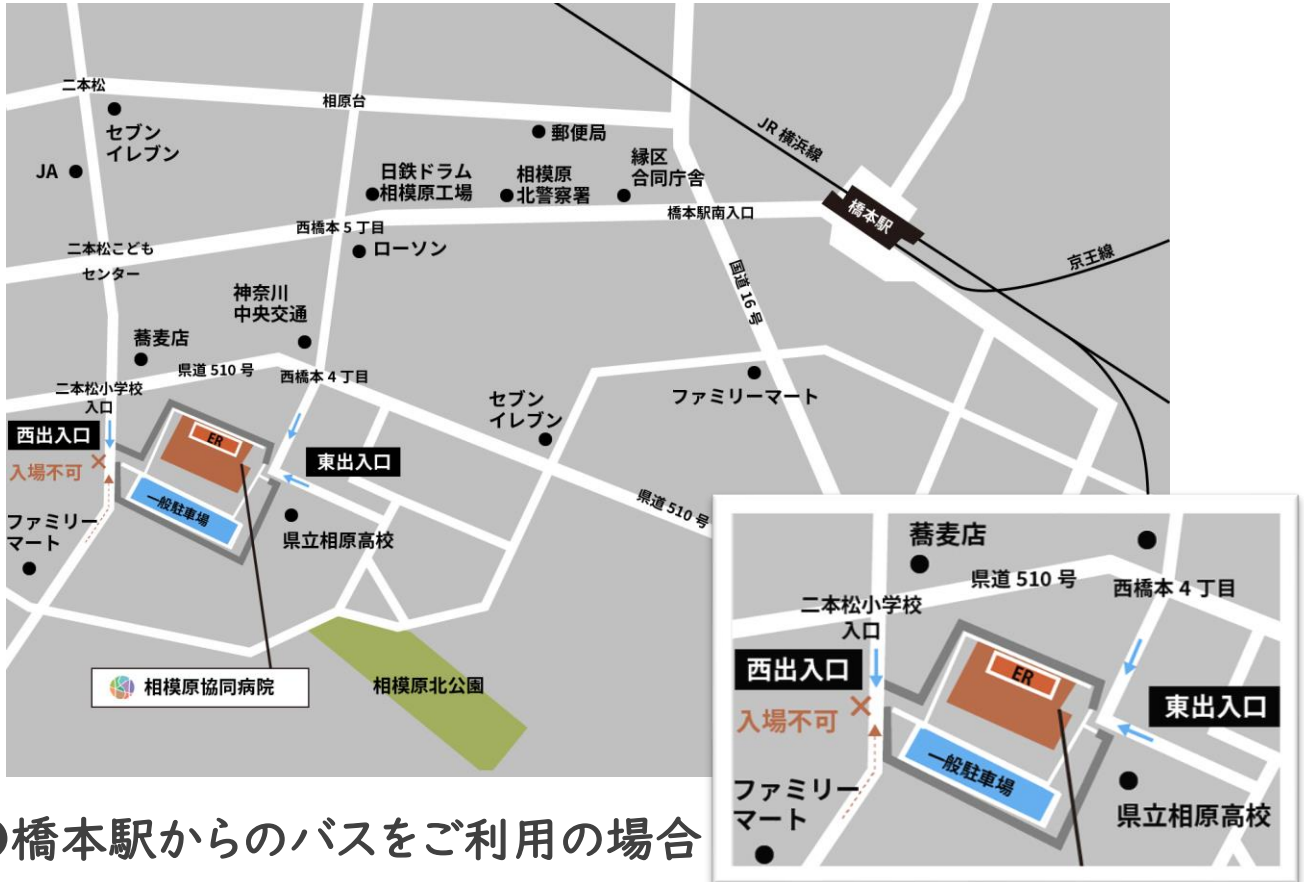 二本松
セブン
イレブン
JA
相原台
郵便局
JR 横浜線
日鉄ドラム
相模原工場
相模原
北警察署
縁区
合同庁舎
橋本駅南入口
橋本駅
京王線
西橋本 5 丁目
ローソン
二本松こども
センター
国道 16 号
神奈川
中央交通
蕎麦店
県道 510 号
西橋本 4 丁目
二本松小学校
入口
セブン
イレブン
ファミリーマート
西出入口
入場不可
ER
東出入口
一般駐車場
県道 510 号
ファミリー
マート
県立相原高校
相模原協同病院
相模原北公園
蕎麦店
県道 510 号
西橋本 4 丁目
二本松小学校
入口
西出入口
入場不可
ER
東出入口
一般駐車場
ファミリー
マート
県立相原高校
●橋本駅からのバスをご利用の場合